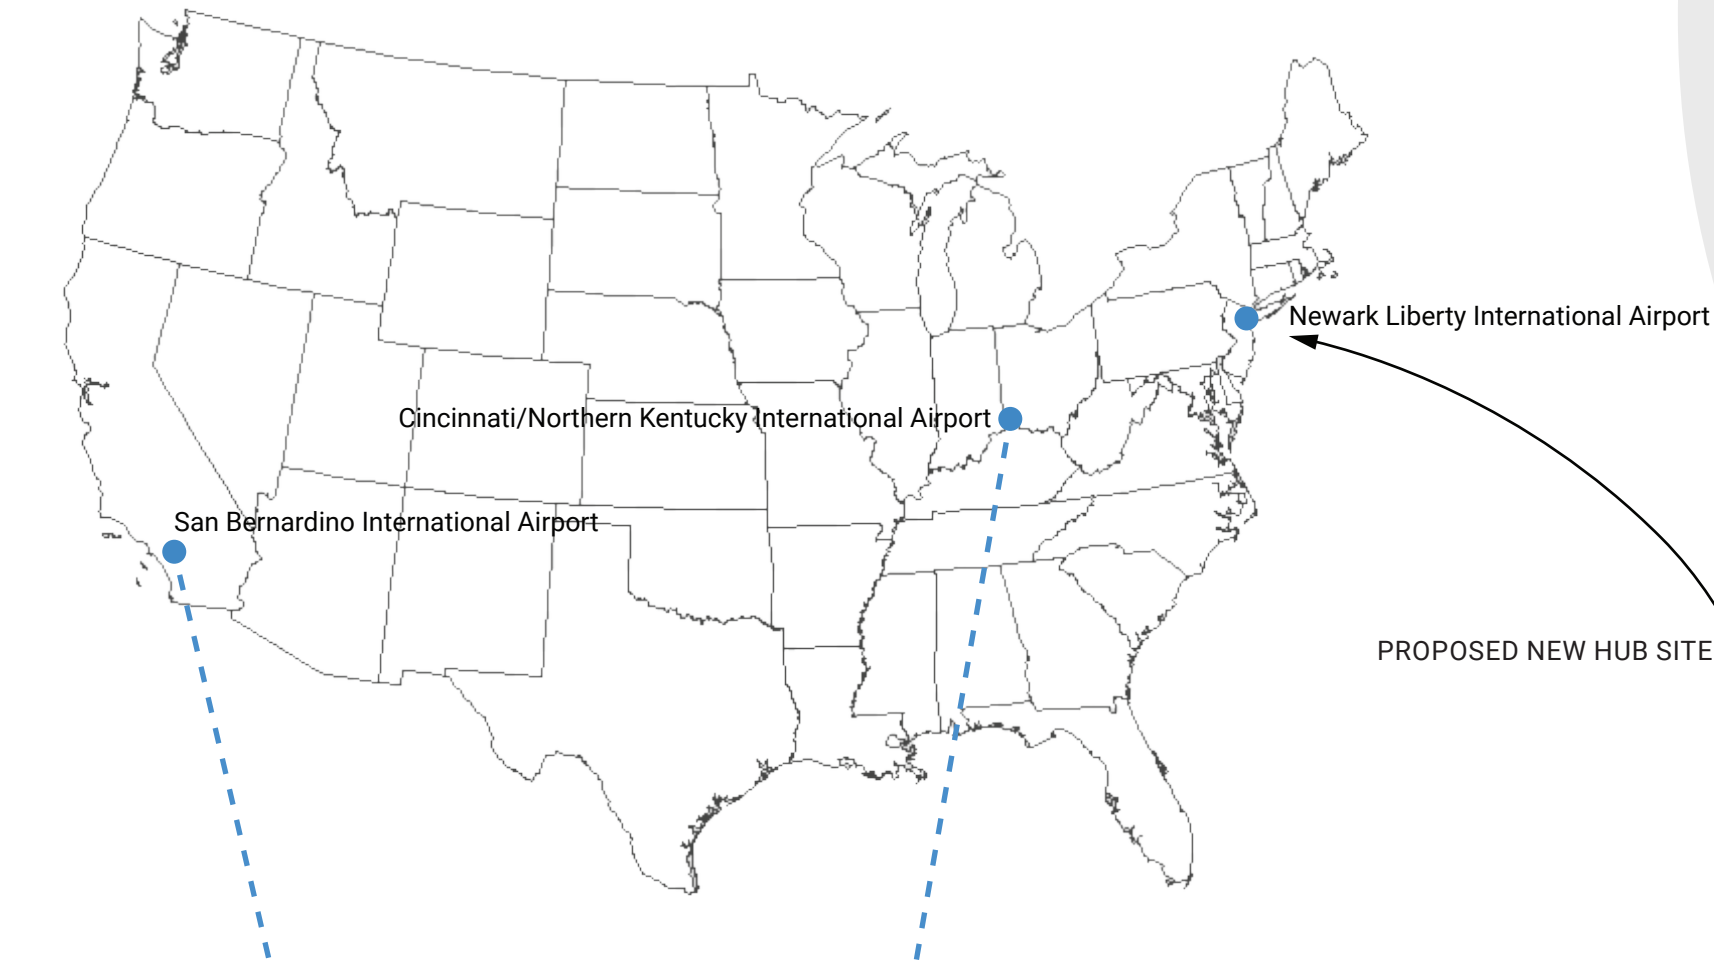 Newark Liberty International Airport
Cincinnati/Northern Kentucky International Airport
San Bernardino International Airport
PROPOSED NEW HUB SITE